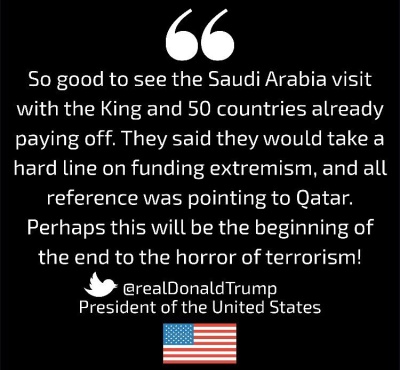 So good to see the Saudi Arabia visit
with the King and 50 countries already
paying off. They said they would take a
hard line on funding extremism, and all
reference was pointing to Qatar.
Perhaps this will be the beginning of
the end to the horror of terrorism!
@realDonaldTrump
President of the United States